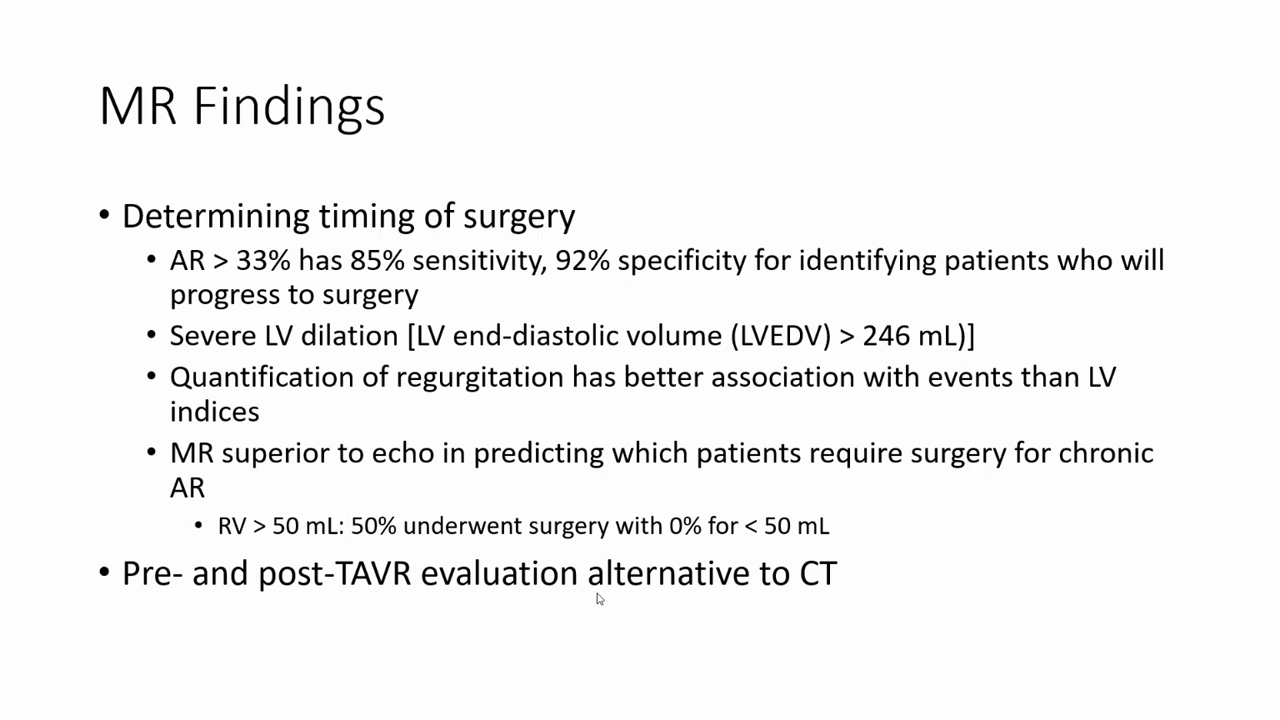 MR Findings
• Determining timing of surgery
• AR > 33% has 85% sensitivity, 92% specificity for identifying patients who will
progress to surgery
• Severe LV dilation [LV end-diastolic volume (LVEDV) > 246 mL)]
• Quantification of regurgitation has better association with events than LV
indices
• MR superior to echo in predicting which patients require surgery for chronic
AR
• RV > 50 mL: 50% underwent surgery with 0% for < 50 mL
• Pre- and post-TAVR evaluation alternative to CT